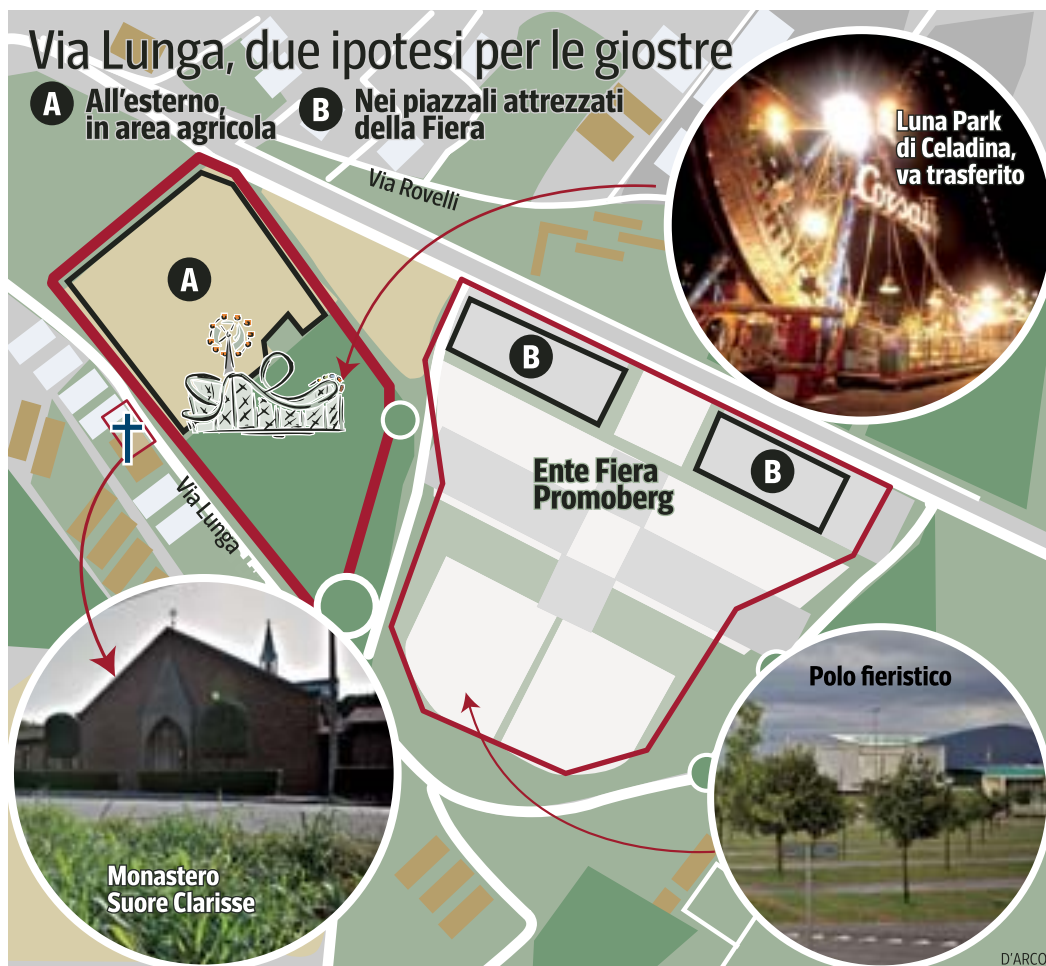 Via Lunga, due ipotesi per le giostre
A
All'esterno,
in area agricola
B
Nei piazzali attrezzati
della Fiera
Luna Park
di Celadina,
va trasferito
Corsair
Via Rovelli
A
B
B
Ente Fiera
Promoberg
Via Lunga
Polo fieristico
Monastero
Suore Clarisse
D'ARCO